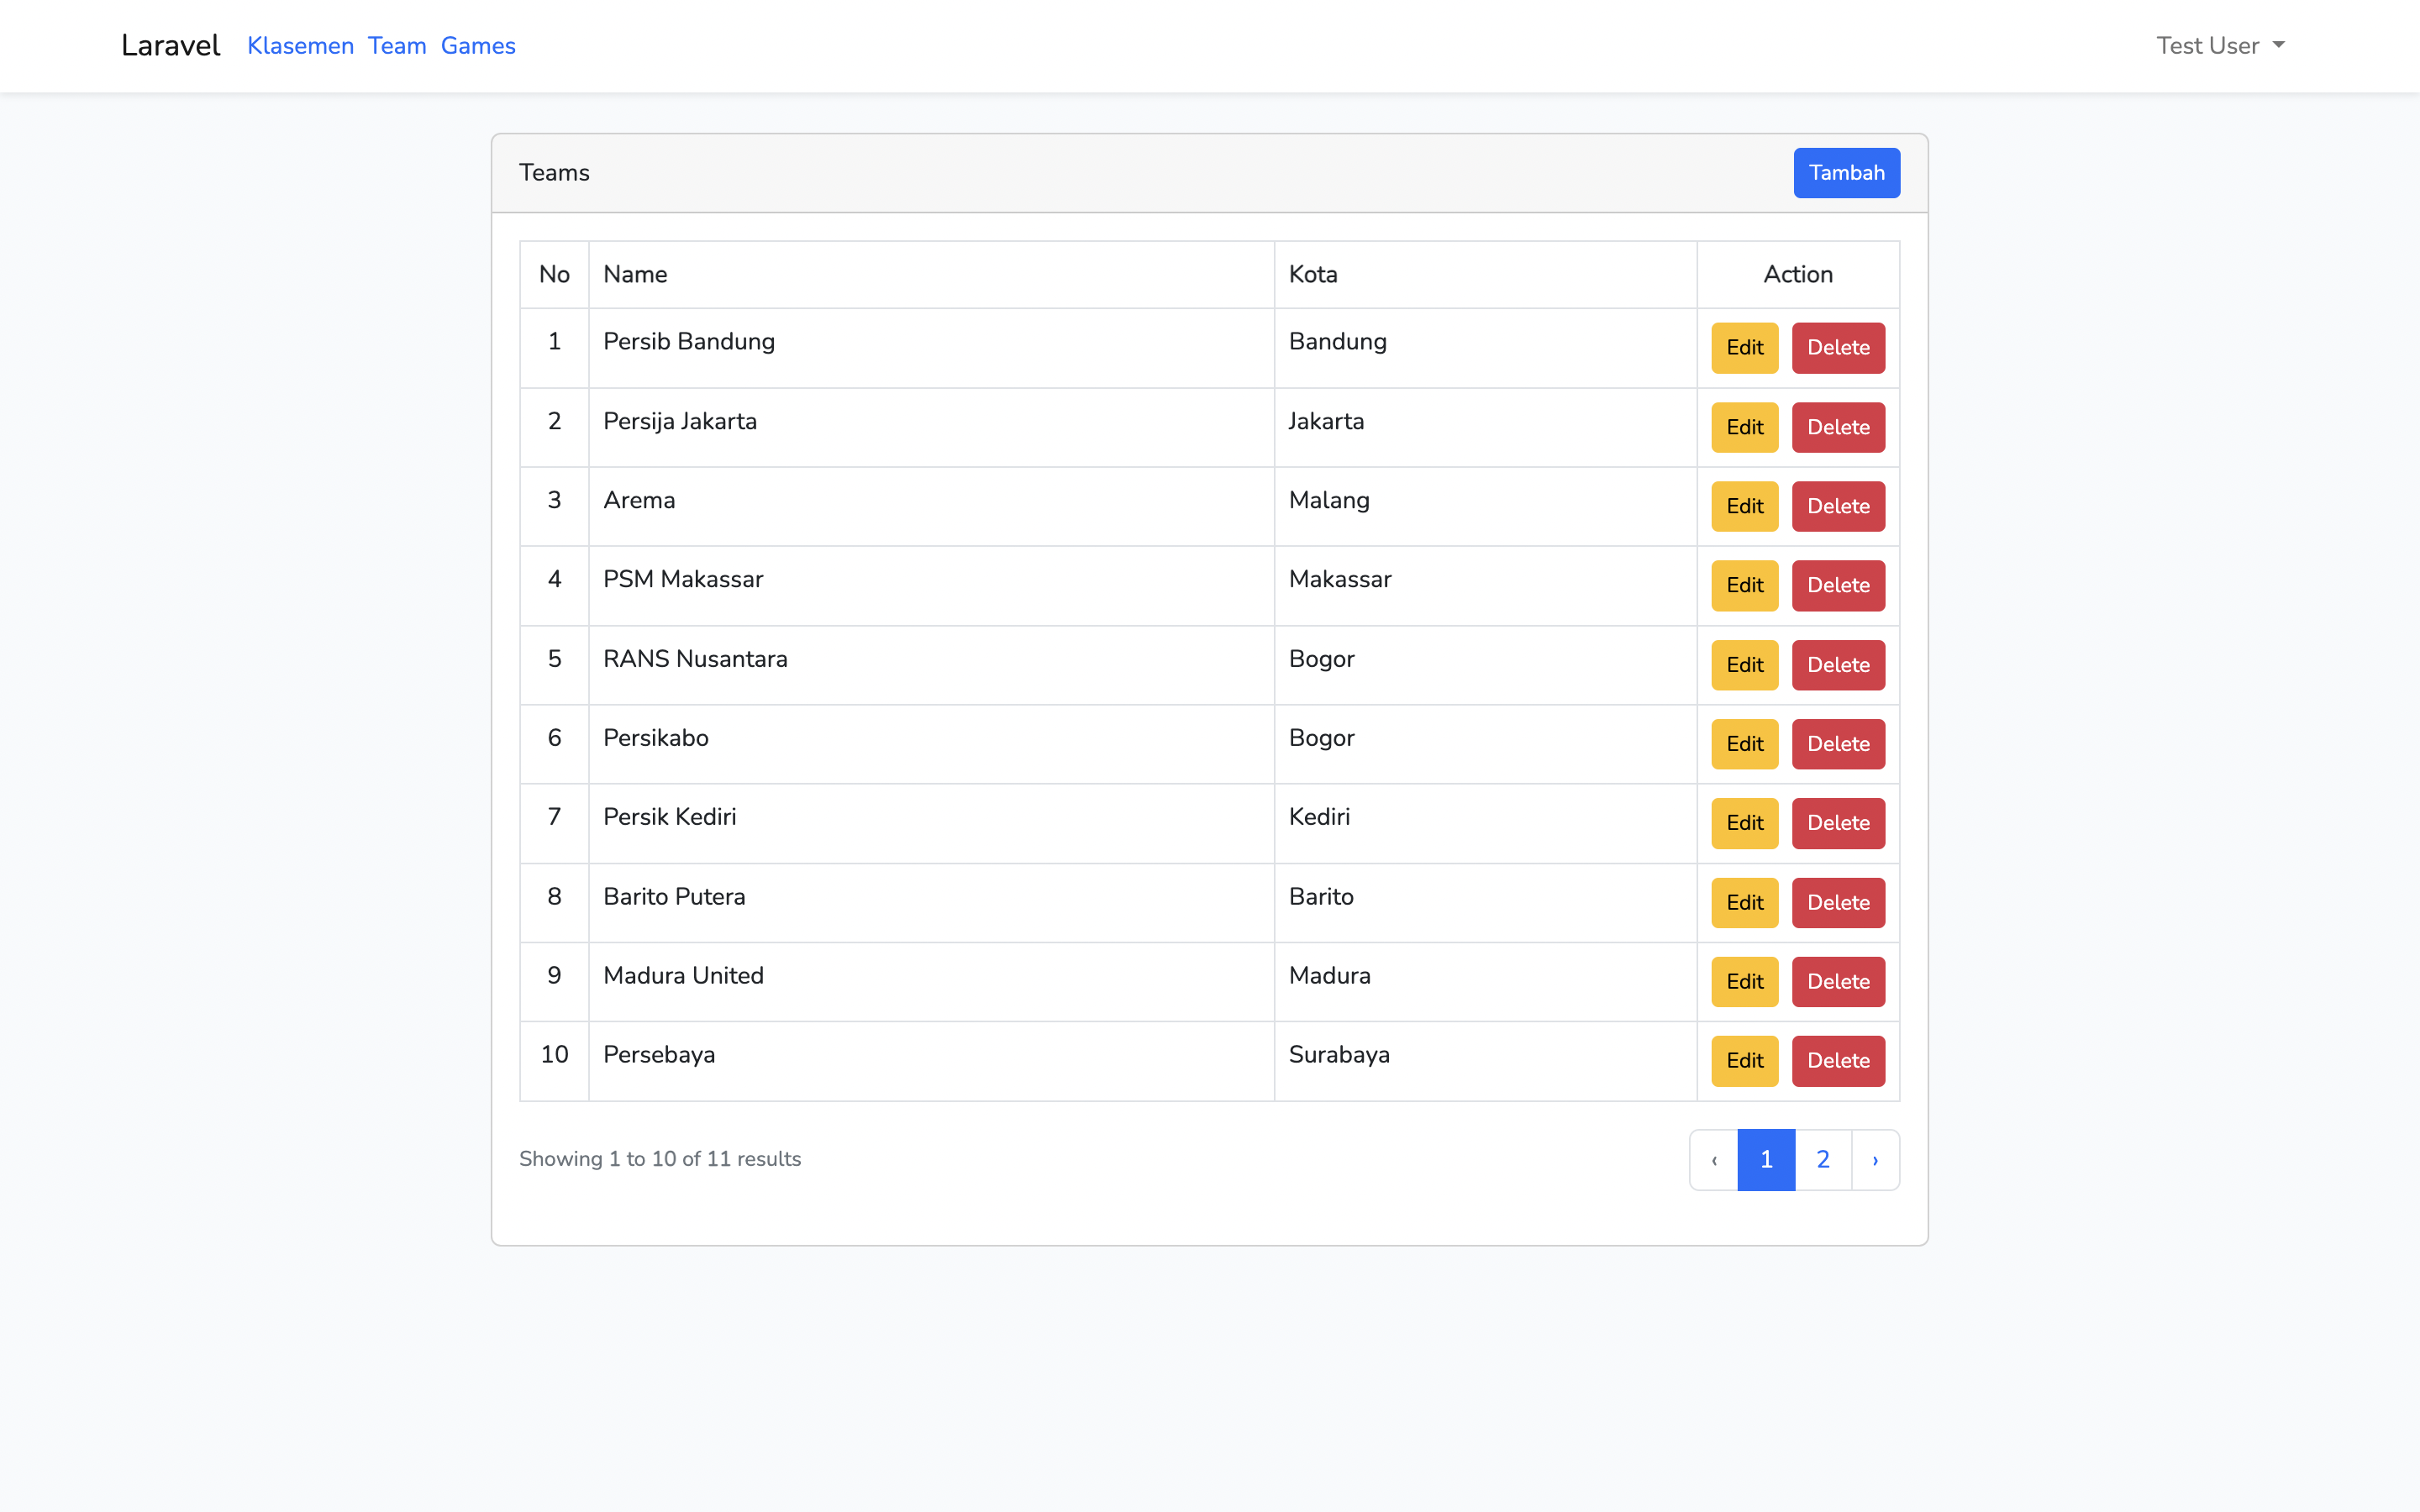 Laravel Klasemen Team Games Test User
Teams Tambah
No Name Kota Action
1 Persib Bandung Bandung Edit Delete
2 Persija Jakarta Jakarta Edit Delete
3 Arema Malang Edit Delete
4 PSM Makassar Makassar Edit Delete
5 RANS Nusantara Bogor Edit Delete
6 Persikabo Bogor Edit Delete
7 Persik Kediri Kediri Edit Delete
8 Barito Putera Barito Edit Delete
9 Madura United Madura Edit Delete
10 Persebaya Surabaya Edit Delete
Showing 1 to 10 of 11 results ‹ 1 2 ›